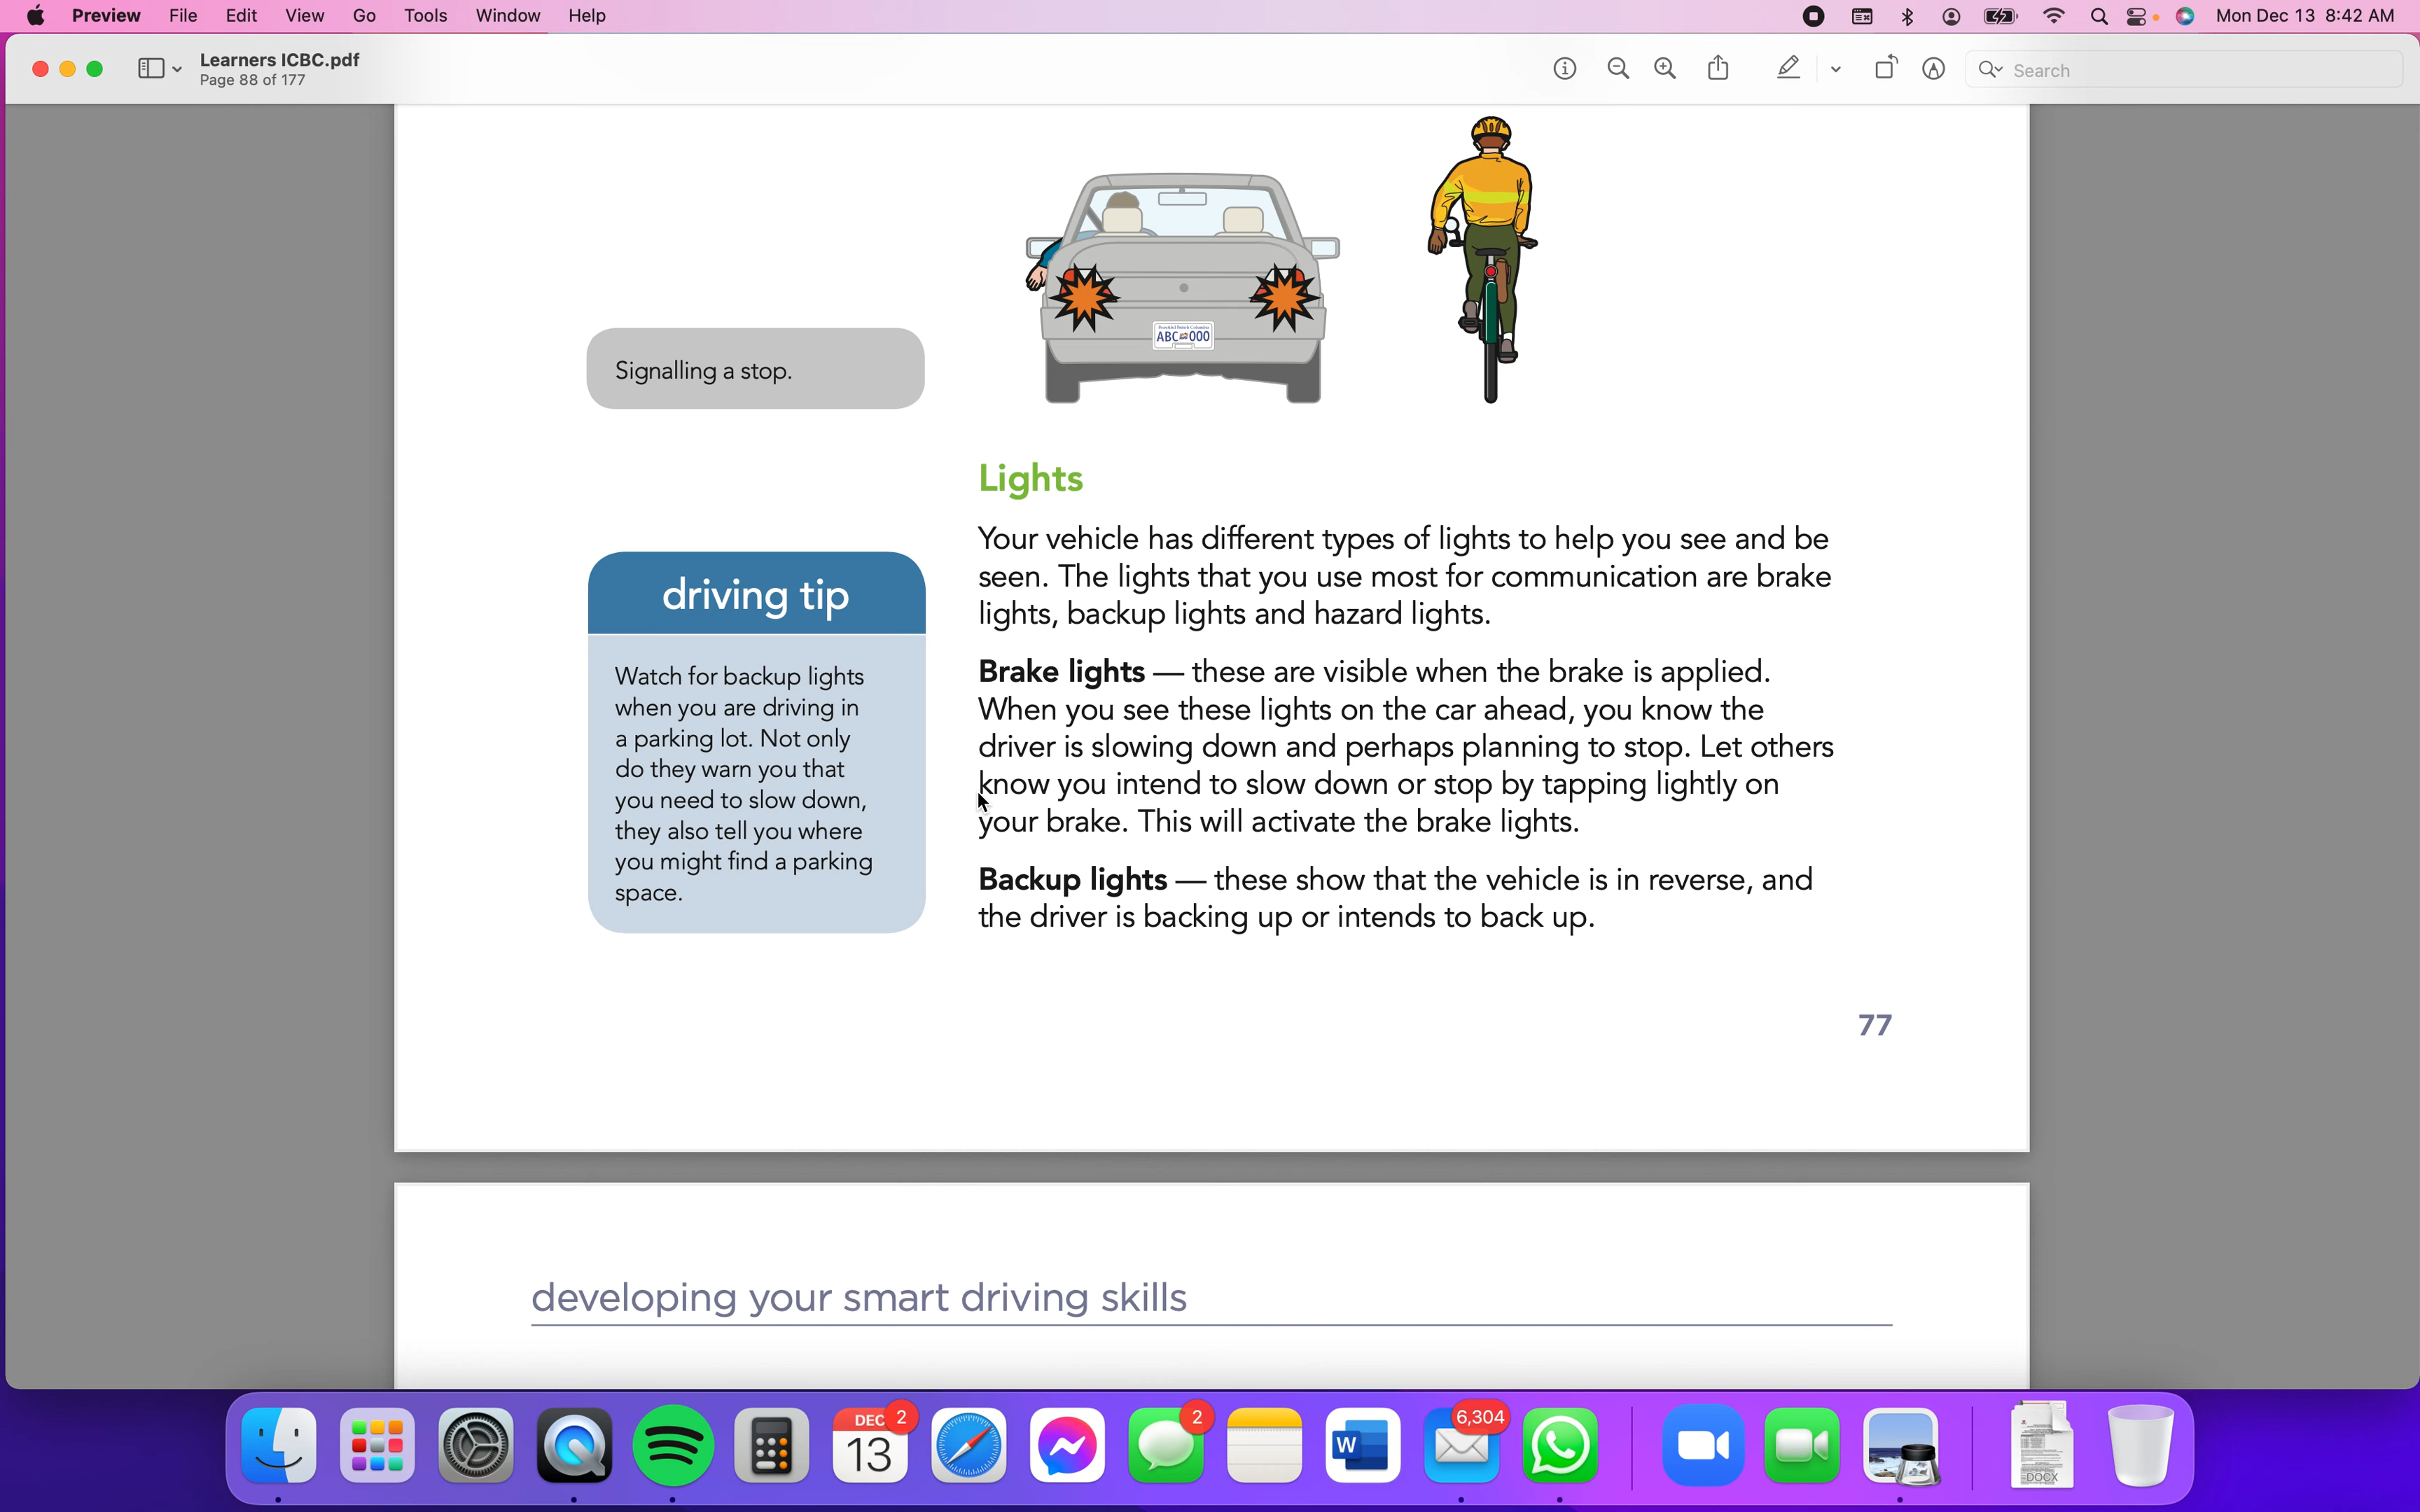 Preview File Edit View Go Tools Window Help
Mon Dec 13 8:42 AM
Learners ICBC.pdf
Page 88 of 177
Search
ABC 000
Signalling a stop.
Lights
Your vehicle has different types of lights to help you see and be
seen. The lights that you use most for communication are brake
lights, backup lights and hazard lights.
driving tip
Watch for backup lights
when you are driving in
a parking lot. Not only
do they warn you that
you need to slow down,
they also tell you where
you might find a parking
space.
Brake lights — these are visible when the brake is applied.
When you see these lights on the car ahead, you know the
driver is slowing down and perhaps planning to stop. Let others
know you intend to slow down or stop by tapping lightly on
your brake. This will activate the brake lights.
Backup lights — these show that the vehicle is in reverse, and
the driver is backing up or intends to back up.
77
developing your smart driving skills
DEC 2
13
2
W
6,304
DOCX